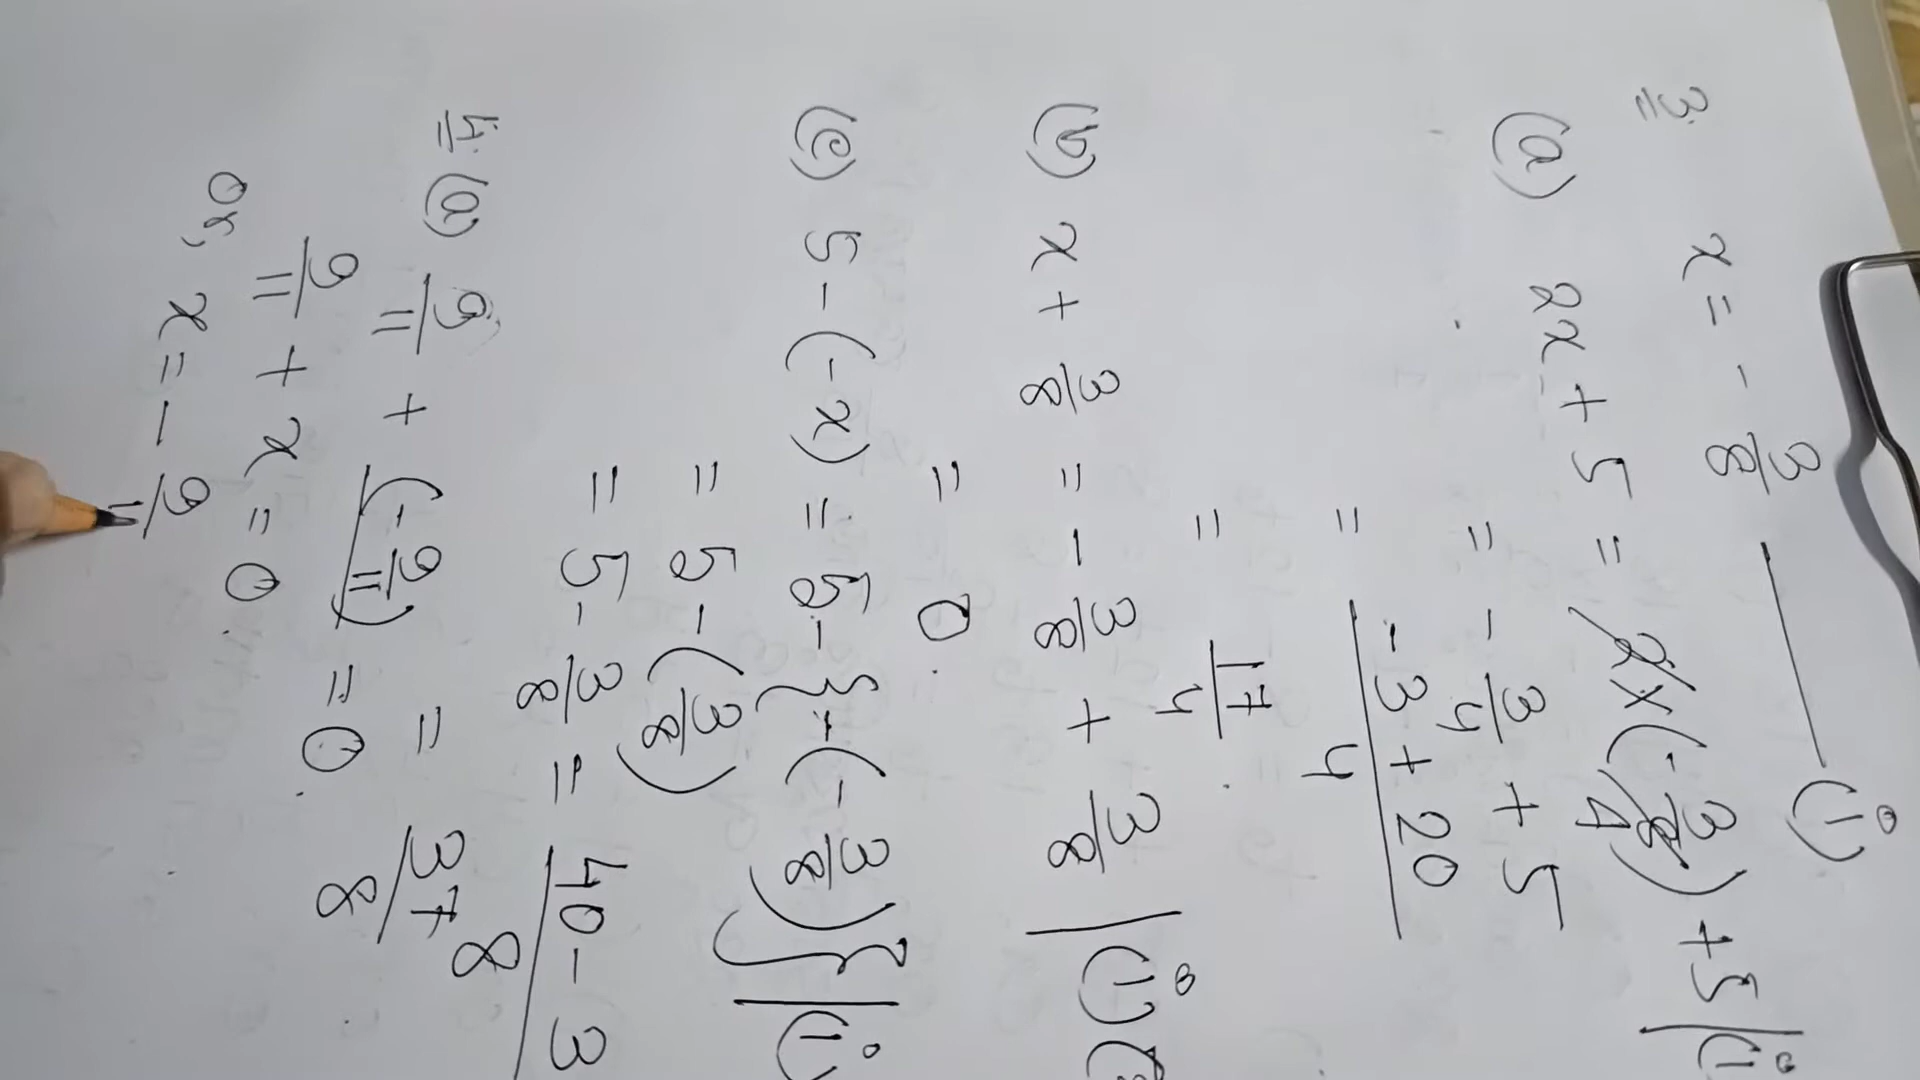 3.
x = - 3/8 ——— (i)
(a) 2x + 5 = 2 x (- 3/8) + 5 | (i)
4
= - 3/4 + 5
= (-3 + 20)/4
= 17/4 .
(b) x + 3/8 = - 3/8 + 3/8 | (i)
= 0 .
(c) 5 - (-x) = 5 - {- (- 3/8)} | (i)
= 5 - (3/8)
= 5 - 3/8 = (40 - 3)/8
= 37/8
4. (a) 9/11 + (- 9/11) = 0 .
9/11 + x = 0 .
or, x = - 9/11